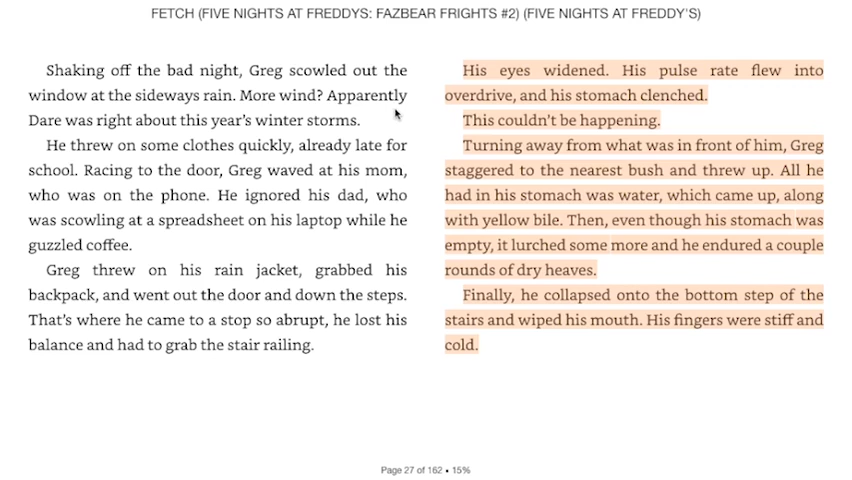 FETCH (FIVE NIGHTS AT FREDDYS: FAZBEAR FRIGHTS #2) (FIVE NIGHTS AT FREDDY'S)
Shaking off the bad night, Greg scowled out the
window at the sideways rain. More wind? Apparently
Dare was right about this year's winter storms.
He threw on some clothes quickly, already late for
school. Racing to the door, Greg waved at his mom,
who was on the phone. He ignored his dad, who
was scowling at a spreadsheet on his laptop while he
guzzled coffee.
Greg threw on his rain jacket, grabbed his
backpack, and went out the door and down the steps.
That's where he came to a stop so abrupt, he lost his
balance and had to grab the stair railing.
His eyes widened. His pulse rate flew into
overdrive, and his stomach clenched.
This couldn't be happening.
Turning away from what was in front of him, Greg
staggered to the nearest bush and threw up. All he
had in his stomach was water, which came up, along
with yellow bile. Then, even though his stomach was
empty, it lurched some more and he endured a couple
rounds of dry heaves.
Finally, he collapsed onto the bottom step of the
stairs and wiped his mouth. His fingers were stiff and
cold.
Page 27 of 162 • 15%